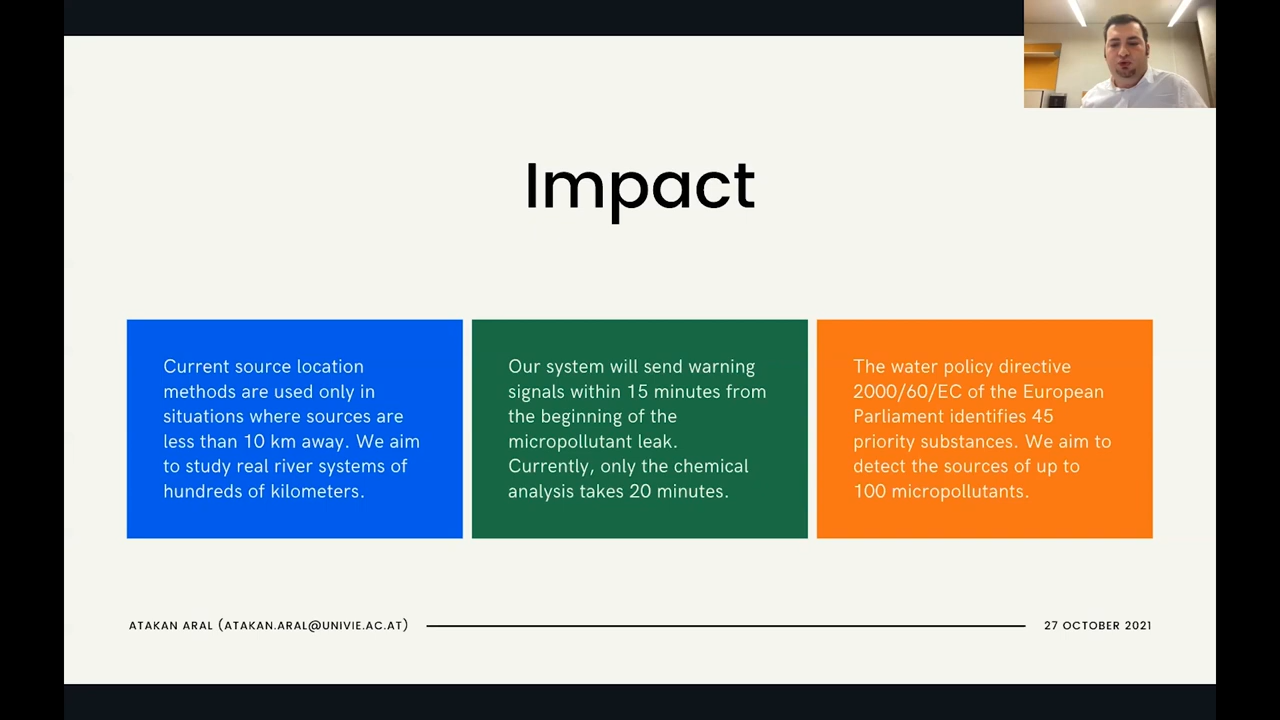 Impact
Current source location
methods are used only in
situations where sources are
less than 10 km away. We aim
to study real river systems of
hundreds of kilometers.
Our system will send warning
signals within 15 minutes from
the beginning of the
micropollutant leak.
Currently, only the chemical
analysis takes 20 minutes.
The water policy directive
2000/60/EC of the European
Parliament identifies 45
priority substances. We aim to
detect the sources of up to
100 micropollutants.
ATAKAN ARAL (ATAKAN.ARAL@UNIVIE.AC.AT)
27 OCTOBER 2021